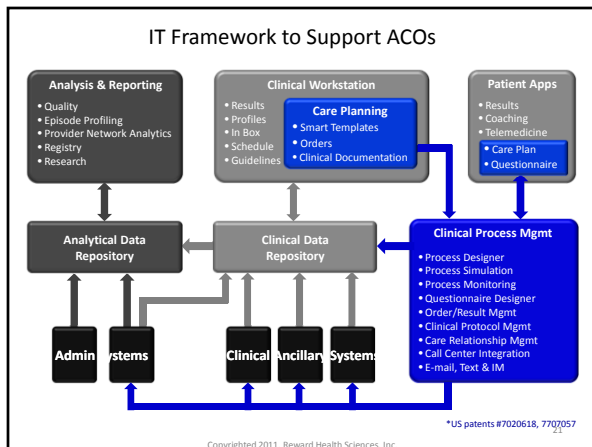 IT Framework to Support ACOs
Analysis & Reporting
• Quality
• Episode Profiling
• Provider Network Analytics
• Registry
• Research
Clinical Workstation
• Results
• Profiles
• In Box
• Schedule
• Guidelines
Care Planning
• Smart Templates
• Orders
• Clinical Documentation
Patient Apps
• Results
• Coaching
• Telemedicine
• Care Plan
• Questionnaire
Analytical Data
Repository
Clinical Data
Repository
Clinical Process Mgmt
• Process Designer
• Process Simulation
• Process Monitoring
• Questionnaire Designer
• Order/Result Mgmt
• Clinical Protocol Mgmt
• Care Relationship Mgmt
• Call Center Integration
• E-mail, Text & IM
Admin ystems Clinical Ancillary Systems
*US patents #7020618, 7707057
21
Copyrighted 2011, Reward Health Sciences, Inc.